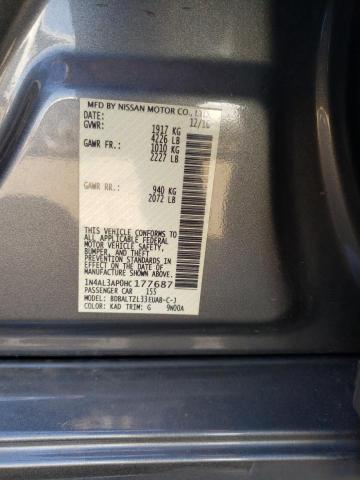 MFD BY NISSAN MOTOR CO., LTD.
DATE: 12/16
GVWR: 1917 KG
4226 LB
GAWR FR.: 1010 KG
2227 LB
GAWR RR.: 940 KG
2072 LB
THIS VEHICLE CONFORMS TO ALL
APPLICABLE FEDERAL
MOTOR VEHICLE SAFETY,
BUMPER, AND THEFT
PREVENTION STANDARDS IN
EFFECT ON THE DATE OF
MANUFACTURE SHOWN ABOVE.
1N4AL3AP0HC177687
PASSENGER CAR 155
MODEL: BDBALTZL33EUAB-C-J
COLOR: KAD TRIM: G 9N00A